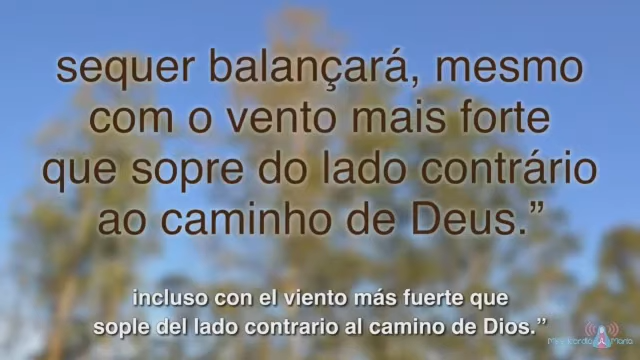 sequer balançará, mesmo
com o vento mais forte
que sopre do lado contrário
ao caminho de Deus.”
incluso con el viento más fuerte que
sople del lado contrario al camino de Dios.”
Maria